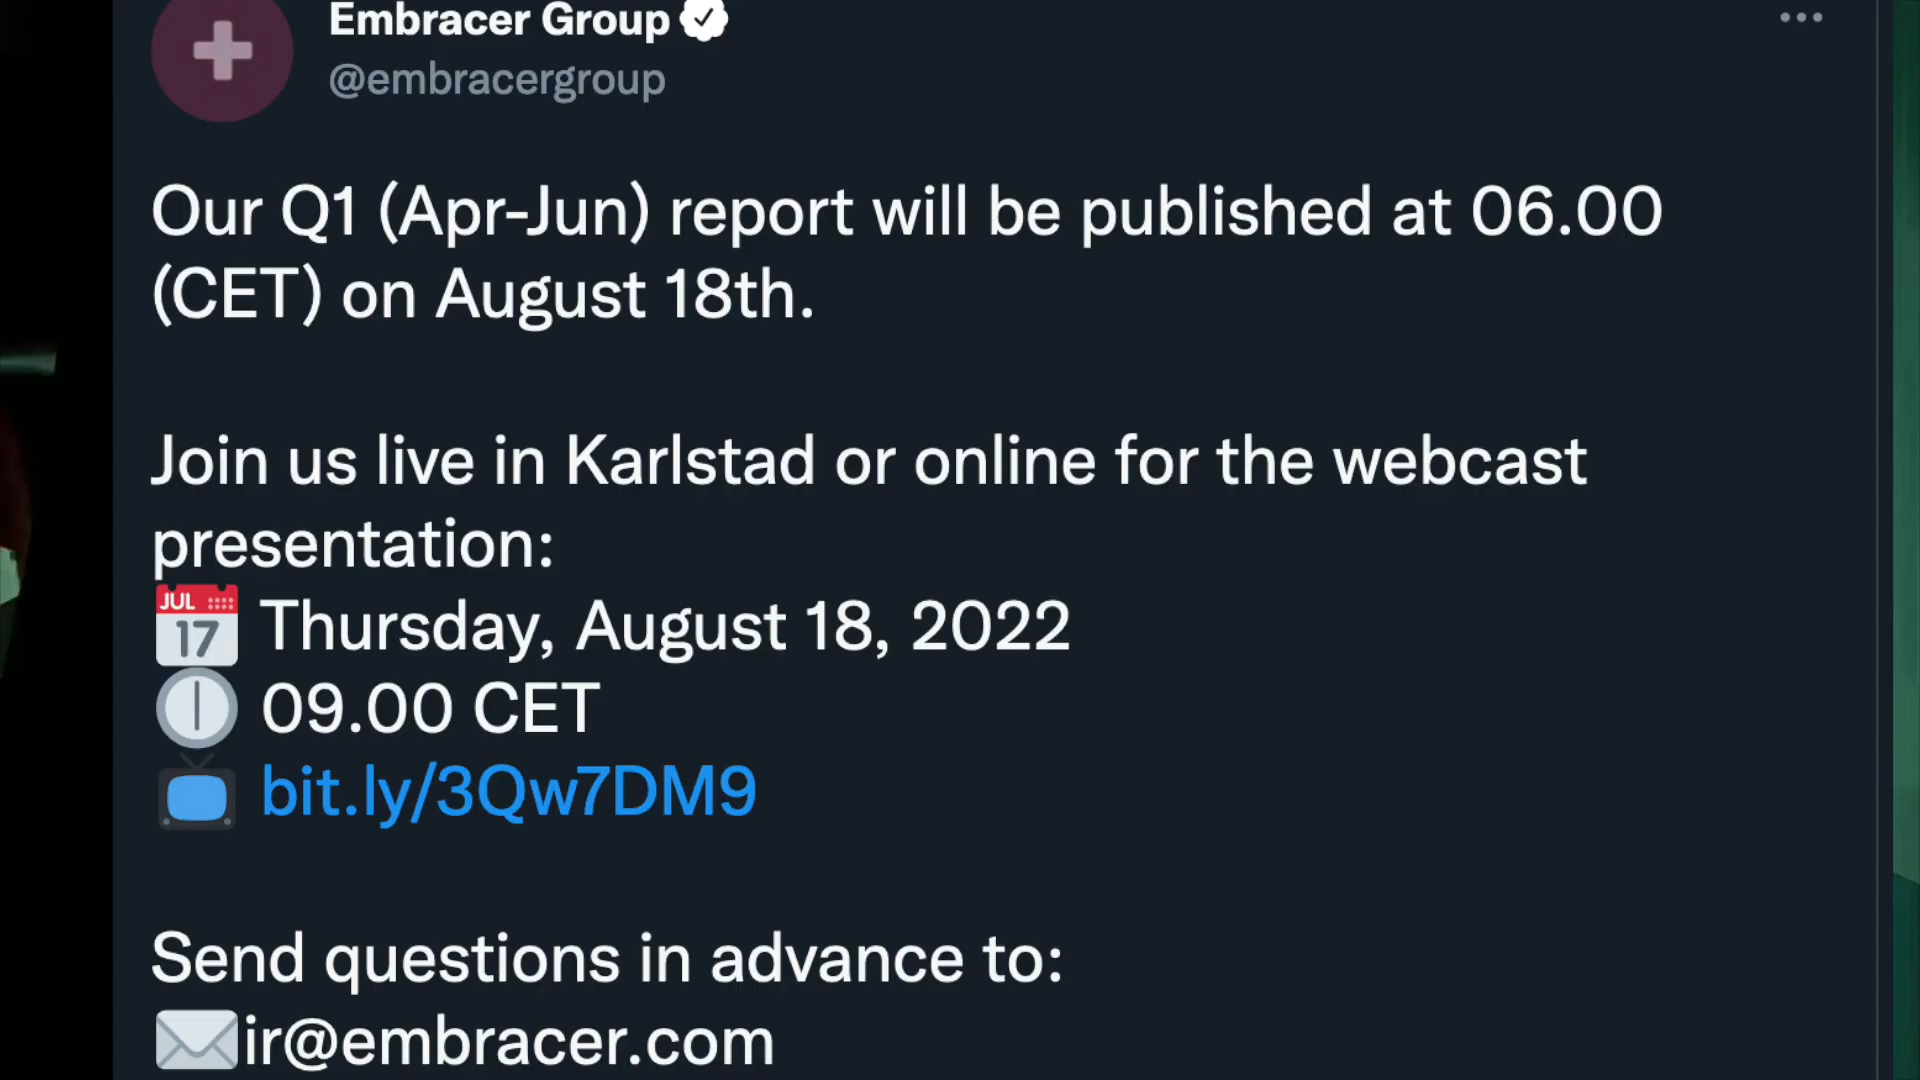 Embracer Group
@embracergroup
Our Q1 (Apr-Jun) report will be published at 06.00
(CET) on August 18th.
Join us live in Karlstad or online for the webcast
presentation:
JUL
17
Thursday, August 18, 2022
09.00 CET
bit.ly/3Qw7DM9
Send questions in advance to:
ir@embracer.com